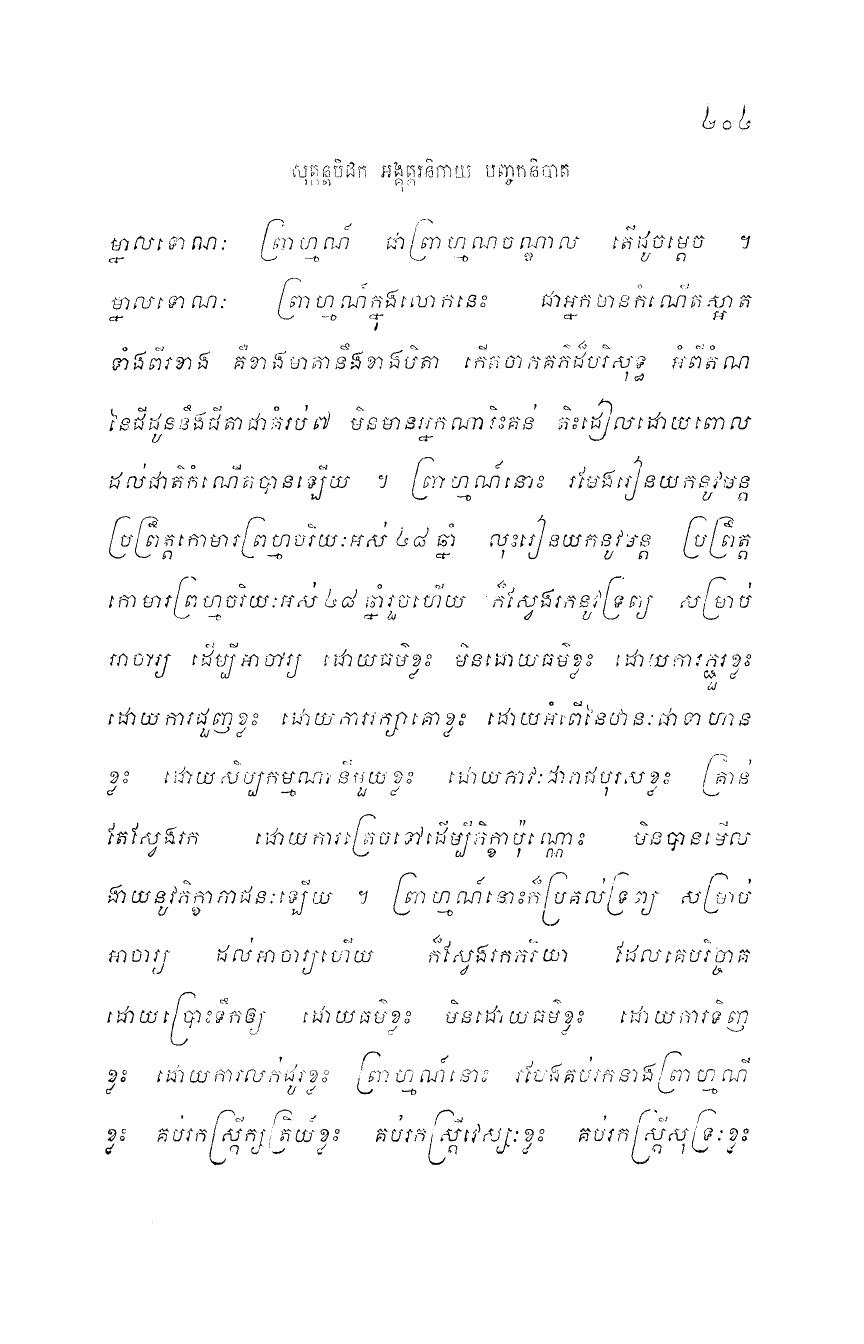 ៤០៤
សុត្តន្តបិដក អង្គុត្តរនិកាយ បញ្ចកនិបាត
ម្នាលទោណៈ ព្រាហ្មណ៍ ជាព្រាហ្មណចណ្ឌាល តើដូចម្តេច ។
ម្នាលទោណៈ ព្រាហ្មណ៍ក្នុងលោកនេះ ជាអ្នកមានកំណើតស្អាត
ទាំងពីរខាង គឺខាងមាតានឹងខាងបិតា កើតចាកគភ៌ដ៏បរិសុទ្ធ អំពីតំណ
នៃជីដូននឹងជីតាជាគំរប់៧ មិនមានអ្នកណារិះគន់ តិះដៀលដោយពោល
ដល់ជាតិកំណើតបានឡើយ ។ ព្រាហ្មណ៍នោះ រមែងរៀនយកនូវមន្ត
ប្រព្រឹត្តកោមារព្រហ្មចរិយៈអស់ ៤៨ ឆ្នាំ លុះរៀនយកនូវមន្ត ប្រព្រឹត្ត
កោមារព្រហ្មចរិយៈអស់ ៤៨ ឆ្នាំរួចហើយ ក៏ស្វែងរកនូវទ្រព្យ សម្រាប់
អាចារ្យ ដើម្បីអាចារ្យ ដោយធម៌ខ្លះ មិនដោយធម៌ខ្លះ ដោយការភ្ជួរខ្លះ
ដោយការជួញខ្លះ ដោយការរក្សាគោខ្លះ ដោយអំពើនៃឋានៈជាទាហាន
ខ្លះ ដោយសិប្បកម្មណានីមួយខ្លះ ដោយភាវៈជារាជបុរសខ្លះ គ្រាន់
តែស្វែងរក ដោយការត្រេចទៅដើម្បីភិក្ខាប៉ុណ្ណោះ មិនបានមើល
ងាយនូវភិក្ខាភាជនៈឡើយ ។ ព្រាហ្មណ៍នោះក៏ប្រគល់ទ្រព្យ សម្រាប់
អាចារ្យ ដល់អាចារ្យហើយ ក៏ស្វែងរកភរិយា ដែលគេបរិច្ចាគ
ដោយប្រោះទឹកឲ្យ ដោយធម៌ខ្លះ មិនដោយធម៌ខ្លះ ដោយការទិញ
ខ្លះ ដោយការលក់ដូរខ្លះ ព្រាហ្មណ៍នោះ រមែងគប់រកនាងព្រាហ្មណី
ខ្លះ គប់រកស្ត្រីក្សត្រិយ៍ខ្លះ គប់រកស្ត្រីវេស្សៈខ្លះ គប់រកស្ត្រីសុទ្រៈខ្លះ